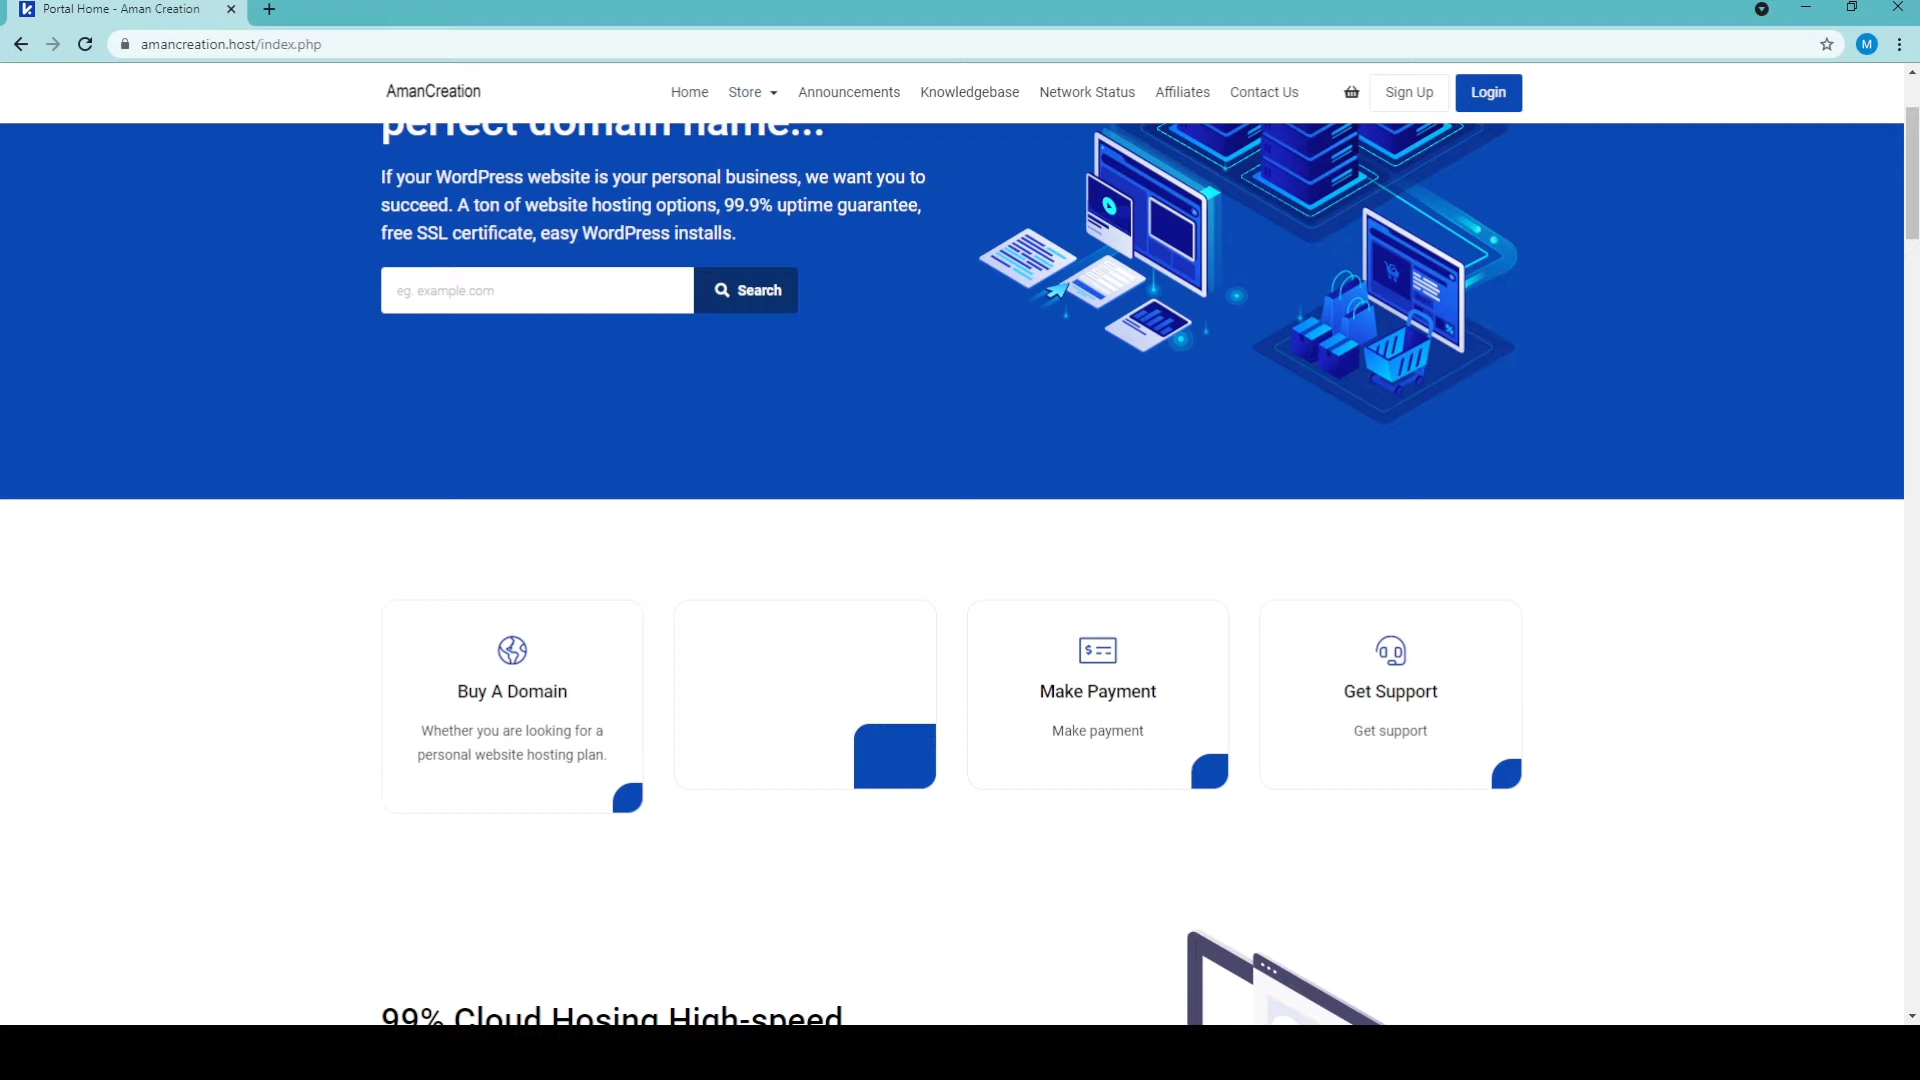 Portal Home - Aman Creation
amancreation.host/index.php
M
AmanCreation
Home
Store
Announcements
Knowledgebase
Network Status
Affiliates
Contact Us
Sign Up
Login
perfect domain name...
If your WordPress website is your personal business, we want you to
succeed. A ton of website hosting options, 99.9% uptime guarantee,
free SSL certificate, easy WordPress installs.
eg. example.com
Search
Buy A Domain
Whether you are looking for a
personal website hosting plan.
Make Payment
Make payment
Get Support
Get support
99% Cloud Hosing High-speed